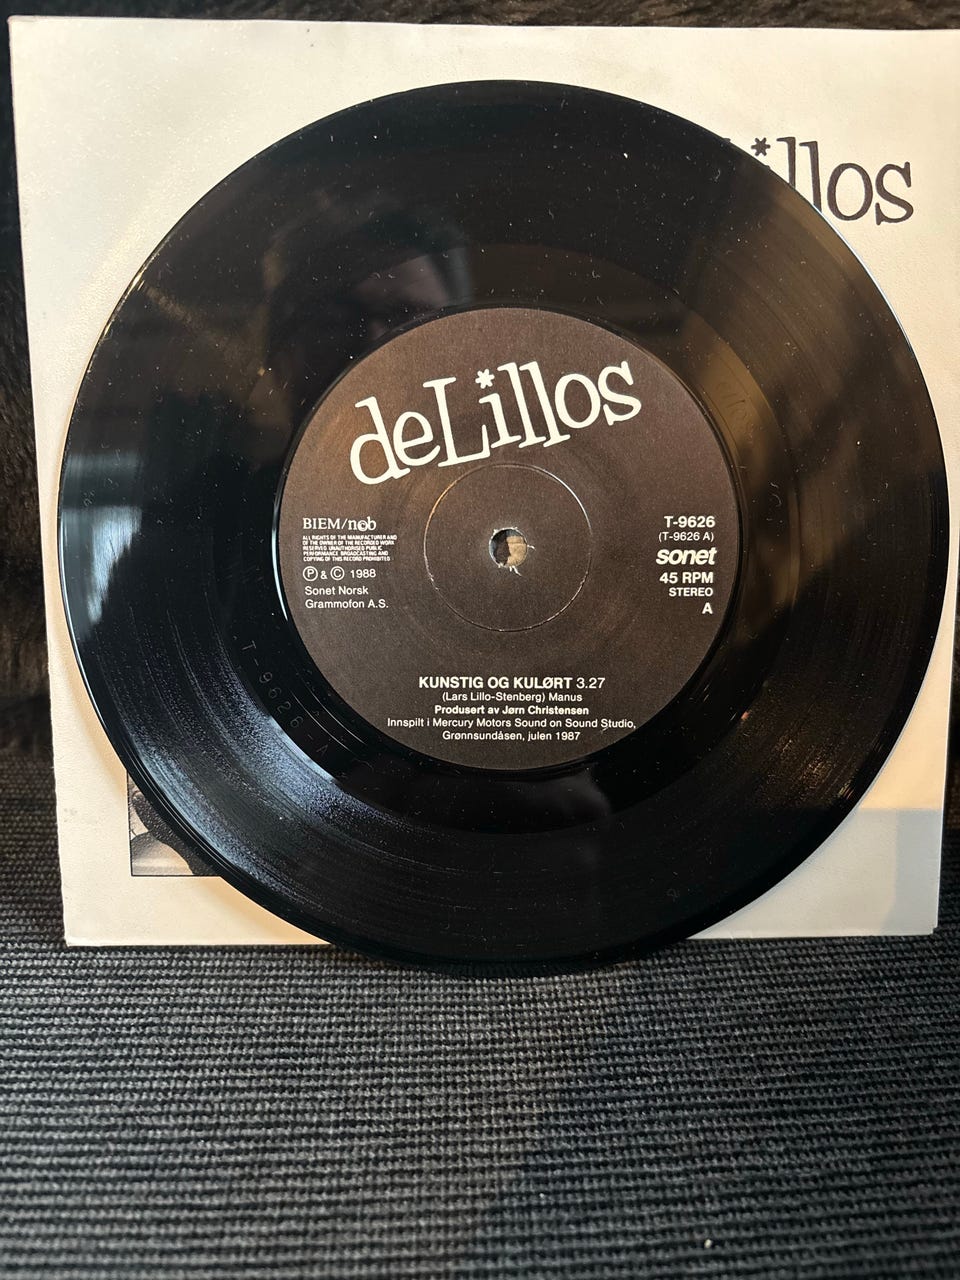 illos
deLillos
BIEM/ncb
ALL RIGHTS OF THE MANUFACTURER AND
OF THE OWNER OF THE RECORDED WORK
RESERVED UNAUTHORISED PUBLIC
PERFORMANCE BROADCASTING AND
COPYING OF THIS RECORD PROHIBITED
Ⓟ & © 1988
Sonet Norsk
Grammofon A.S.
T-9626
(T-9626 A)
sonet
45 RPM
STEREO
A
KUNSTIG OG KULØRT 3.27
(Lars Lillo-Stenberg) Manus
Produsert av Jørn Christensen
Innspilt i Mercury Motors Sound on Sound Studio,
Grønnsundåsen, julen 1987
T-9626-A